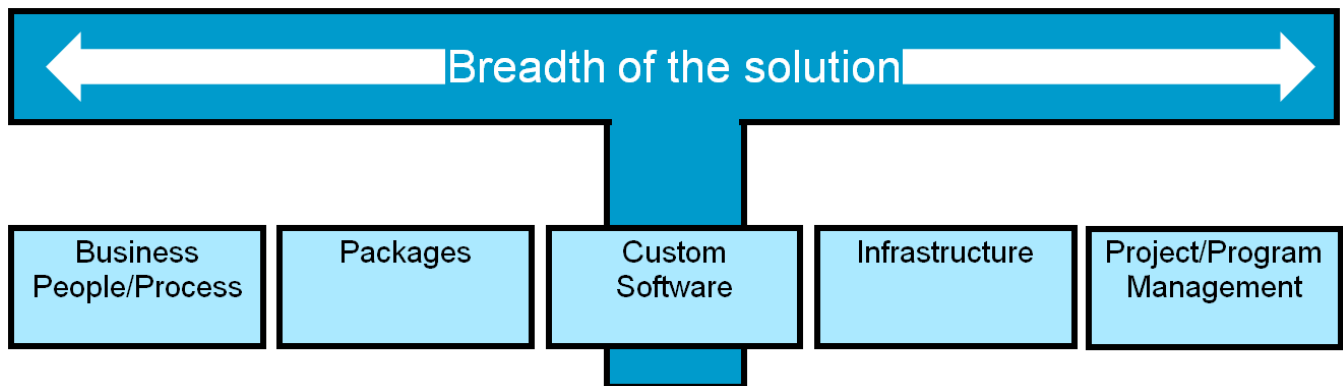 Breadth of the solution
Business
People/Process
Packages
Custom
Software
Infrastructure
Project/Program
Management